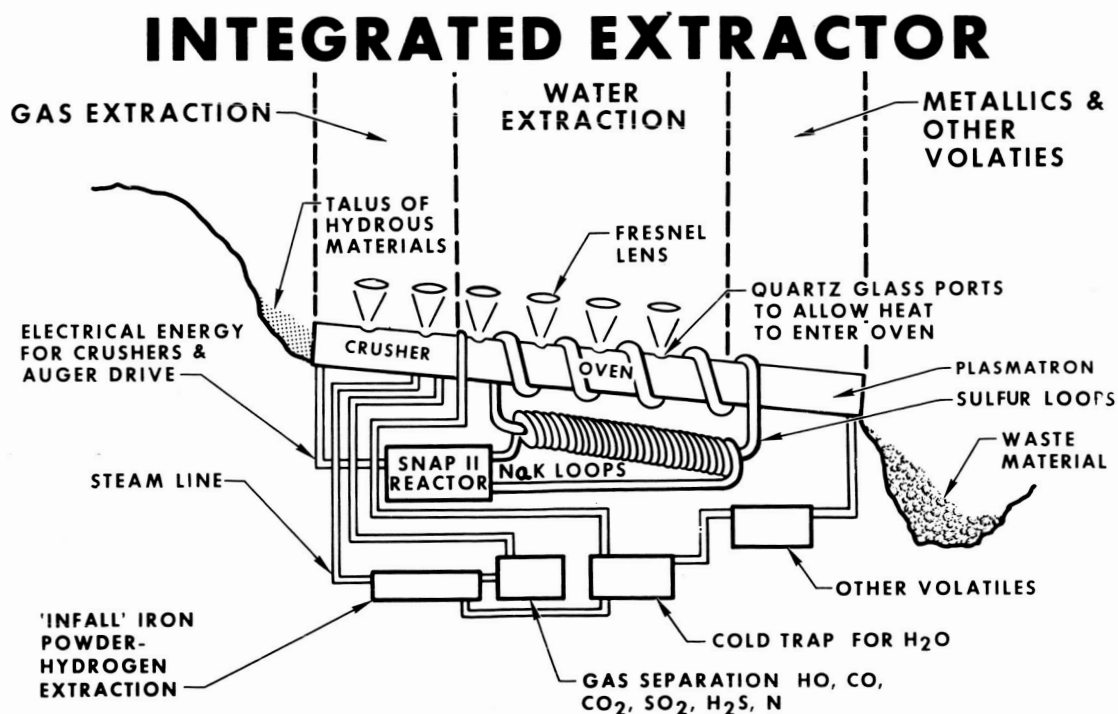 INTEGRATED EXTRACTOR
GAS EXTRACTION
WATER
EXTRACTION
METALLICS &
OTHER
VOLATIES
TALUS OF
HYDROUS
MATERIALS
FRESNEL
LENS
QUARTZ GLASS PORTS
TO ALLOW HEAT
TO ENTER OVEN
ELECTRICAL ENERGY
FOR CRUSHERS &
AUGER DRIVE
CRUSHER
OVEN
PLASMATRON
SULFUR LOOPS
WASTE
MATERIAL
SNAP II
REACTOR
NaK LOOPS
STEAM LINE
OTHER VOLATILES
'INFALL' IRON
POWDER-
HYDROGEN
EXTRACTION
COLD TRAP FOR H₂O
GAS SEPARATION HO, CO,
CO₂, SO₂, H₂S, N